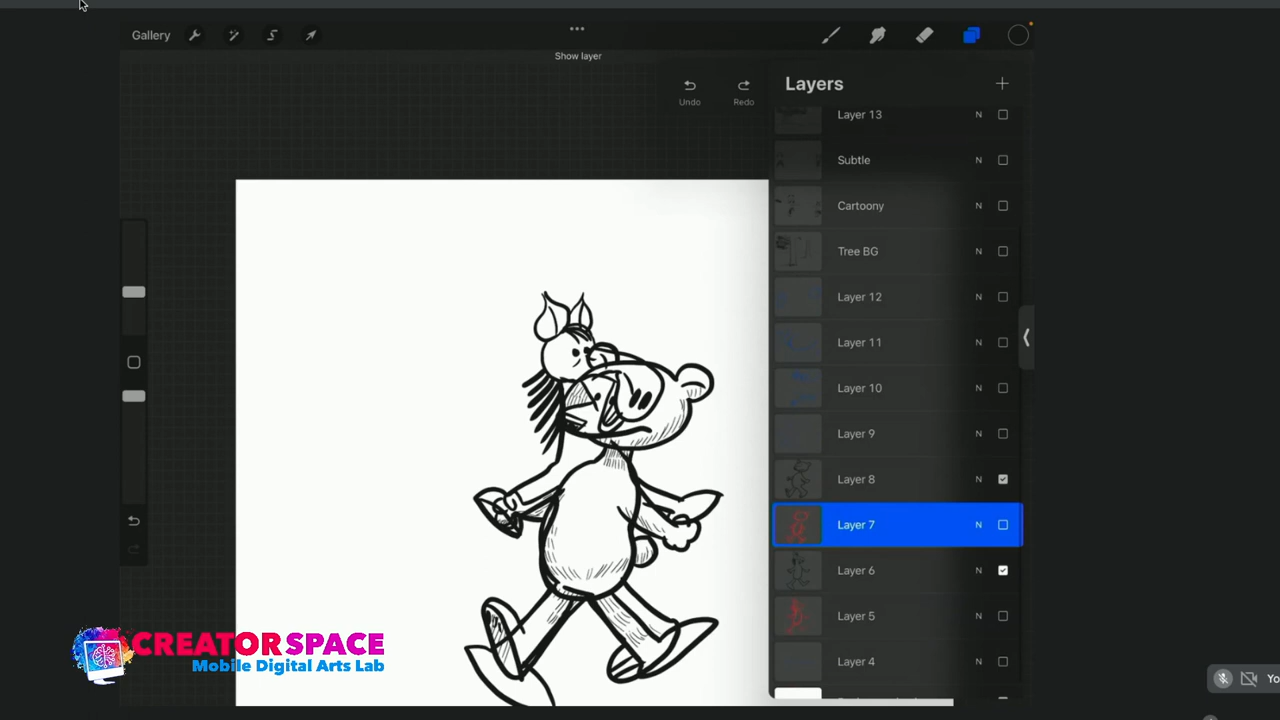 Gallery
Show layer
Undo
Redo
Layers
Layer 13 N
Subtle N
Cartoony N
Tree BG N
Layer 12 N
Layer 11 N
Layer 10 N
Layer 9 N
Layer 8 N
Layer 7 N
Layer 6 N
Layer 5 N
Layer 4 N
CREATOR SPACE
Mobile Digital Arts Lab
Yo